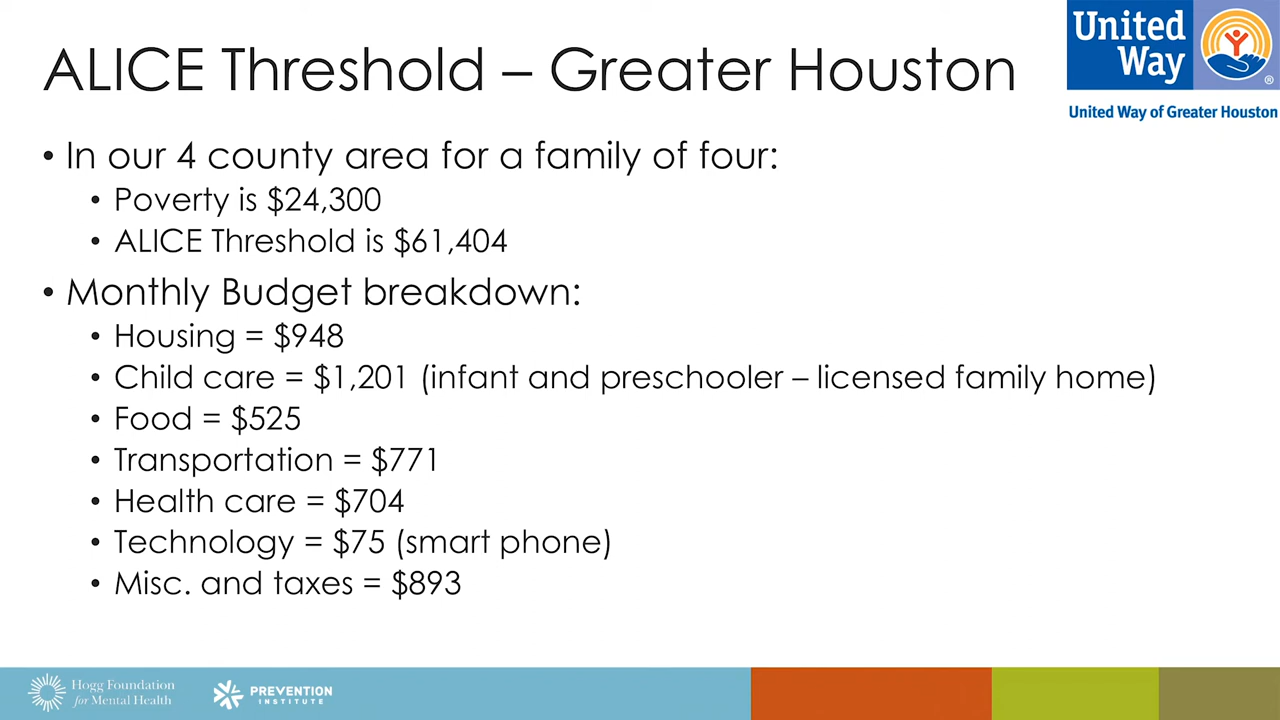 ALICE Threshold – Greater Houston
United
Way
®
United Way of Greater Houston
• In our 4 county area for a family of four:
• Poverty is $24,300
• ALICE Threshold is $61,404
• Monthly Budget breakdown:
• Housing = $948
• Child care = $1,201 (infant and preschooler – licensed family home)
• Food = $525
• Transportation = $771
• Health care = $704
• Technology = $75 (smart phone)
• Misc. and taxes = $893
Hogg Foundation
for Mental Health
PREVENTION
INSTITUTE